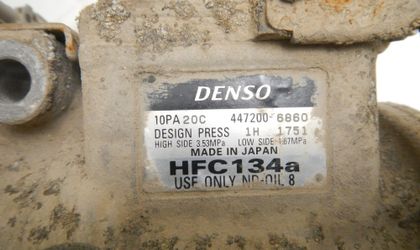 DENSO
10PA20C 447200-6860
DESIGN PRESS 1H 1751
HIGH SIDE 3.53MPa LOW SIDE 1.67MPa
MADE IN JAPAN
HFC134a
USE ONLY ND-OIL 8